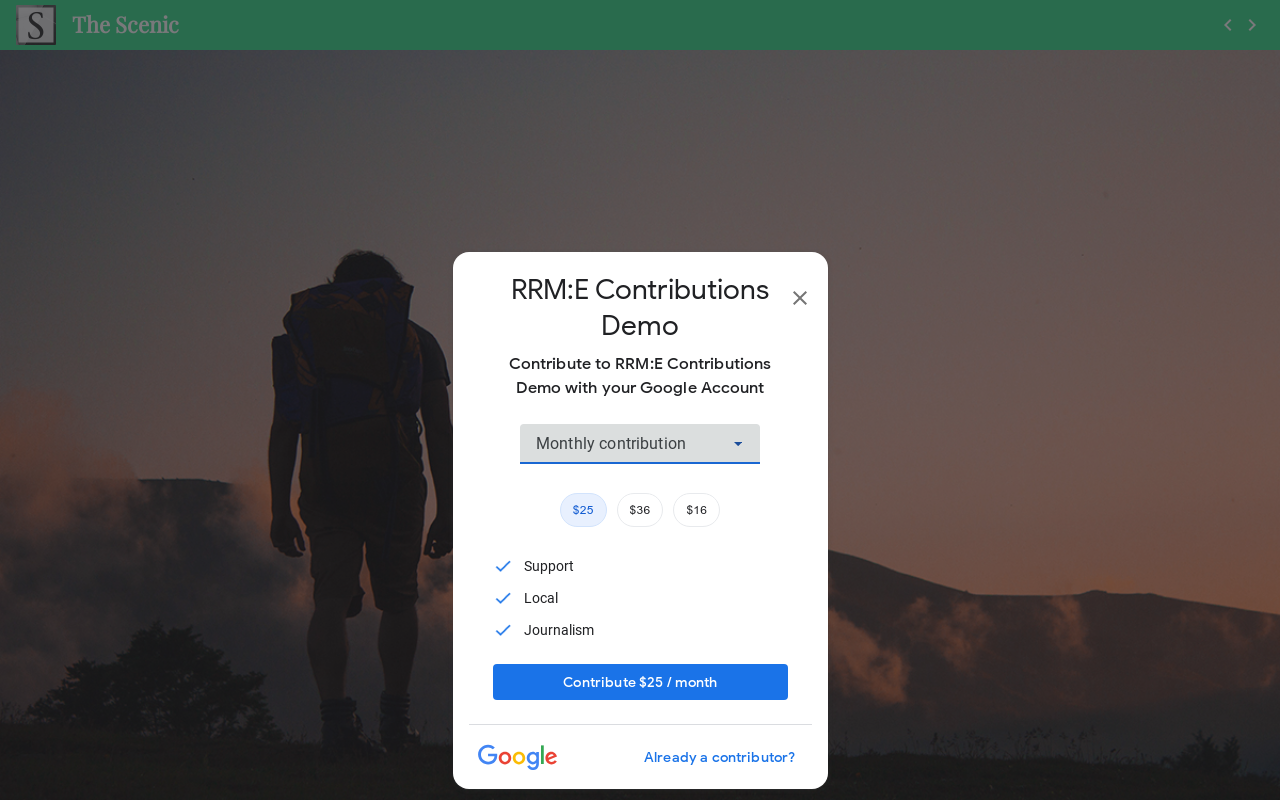 S The Scenic
RRM:E Contributions
Demo
Contribute to RRM:E Contributions
Demo with your Google Account
Monthly contribution
$25 $36 $16
Support
Local
Journalism
Contribute $25 / month
Google Already a contributor?